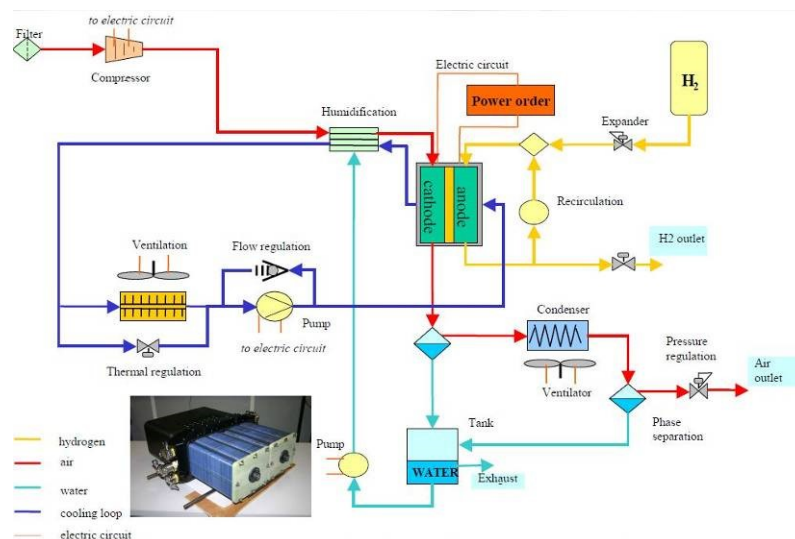 to electric circuit
Filter
Compressor
Electric circuit
H2
Power order
Humidification
Expander
cathode
anode
Recirculation
H2 outlet
Ventilation
Flow regulation
Pump
Condenser
to electric circuit
Thermal regulation
Pressure
regulation
Air
outlet
Ventilator
Phase
separation
Tank
Pump
WATER
Exhaust
hydrogen
air
water
cooling loop
electric circuit